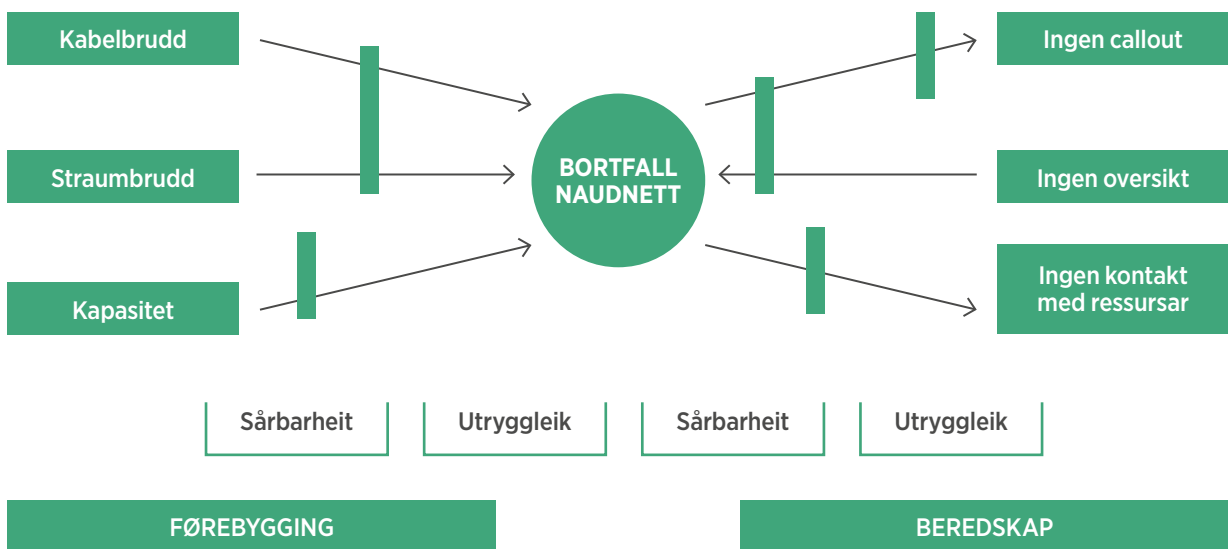 Kabelbrudd
Ingen callout
Straumbrudd
BORTFALL
NAUDNETT
Ingen oversikt
Kapasitet
Ingen kontakt
med ressursar
Sårbarheit
Utryggleik
Sårbarheit
Utryggleik
FØREBYGGING
BEREDSKAP